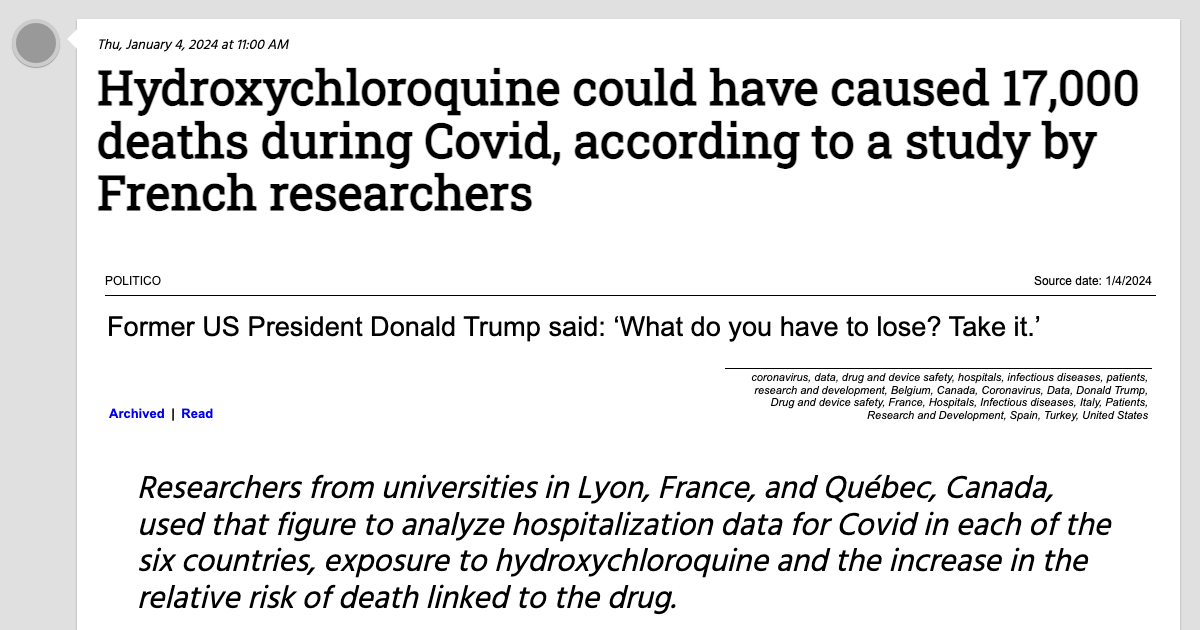 Thu, January 4, 2024 at 11:00 AM
Hydroxychloroquine could have caused 17,000
deaths during Covid, according to a study by
French researchers
POLITICO
Source date: 1/4/2024
Former US President Donald Trump said: ‘What do you have to lose? Take it.’
coronavirus, data, drug and device safety, hospitals, infectious diseases, patients,
research and development, Belgium, Canada, Coronavirus, Data, Donald Trump,
Drug and device safety, France, Hospitals, Infectious diseases, Italy, Patients,
Research and Development, Spain, Turkey, United States
Archived | Read
Researchers from universities in Lyon, France, and Québec, Canada,
used that figure to analyze hospitalization data for Covid in each of the
six countries, exposure to hydroxychloroquine and the increase in the
relative risk of death linked to the drug.